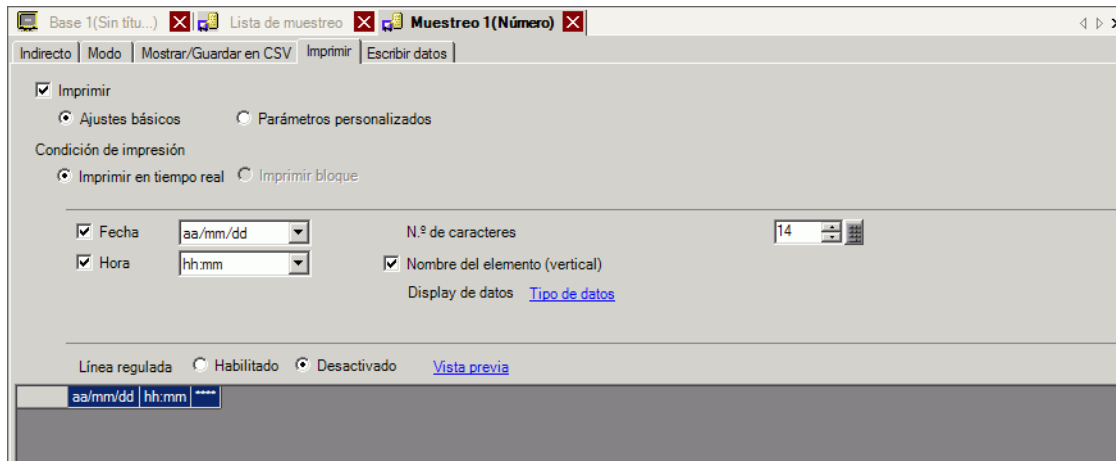 Base 1(Sin títu...) Lista de muestreo Muestreo 1(Número)
Indirecto Modo Mostrar/Guardar en CSV Imprimir Escribir datos
Imprimir
Ajustes básicos Parámetros personalizados
Condición de impresión
Imprimir en tiempo real Imprimir bloque
Fecha aa/mm/dd N.º de caracteres 14
Hora hh:mm Nombre del elemento (vertical)
Display de datos Tipo de datos
Línea regulada Habilitado Desactivado Vista previa
aa/mm/dd hh:mm ****